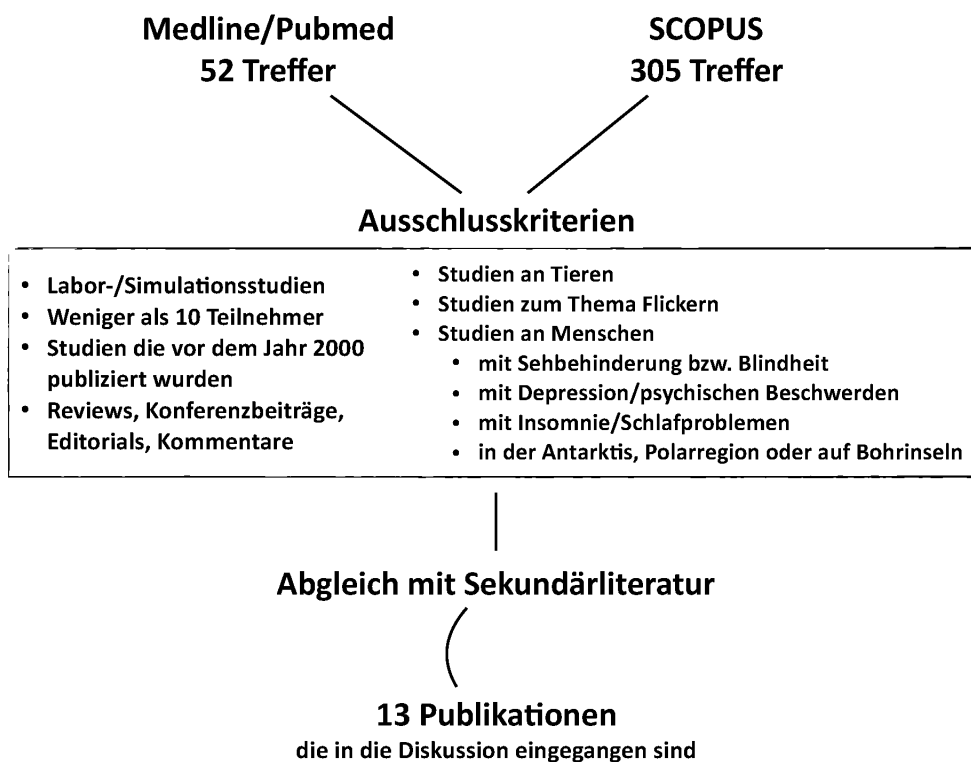 Medline/Pubmed
52 Treffer
SCOPUS
305 Treffer
Ausschlusskriterien
• Labor-/Simulationsstudien
• Weniger als 10 Teilnehmer
• Studien die vor dem Jahr 2000
publiziert wurden
• Reviews, Konferenzbeiträge,
Editorials, Kommentare
• Studien an Tieren
• Studien zum Thema Flickern
• Studien an Menschen
• mit Sehbehinderung bzw. Blindheit
• mit Depression/psychischen Beschwerden
• mit Insomnie/Schlafproblemen
• in der Antarktis, Polarregion oder auf Bohrinseln
Abgleich mit Sekundärliteratur
13 Publikationen
die in die Diskussion eingegangen sind